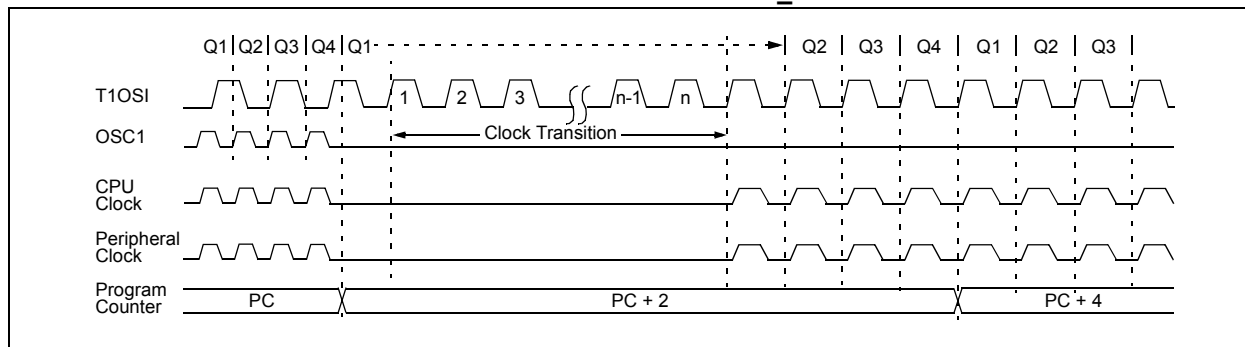 Q1 Q2 Q3 Q4 Q1 Q2 Q3 Q4 Q1 Q2 Q3
T1OSI 1 2 3 n-1 n
OSC1 Clock Transition
CPU
Clock
Peripheral
Clock
Program
Counter PC PC + 2 PC + 4